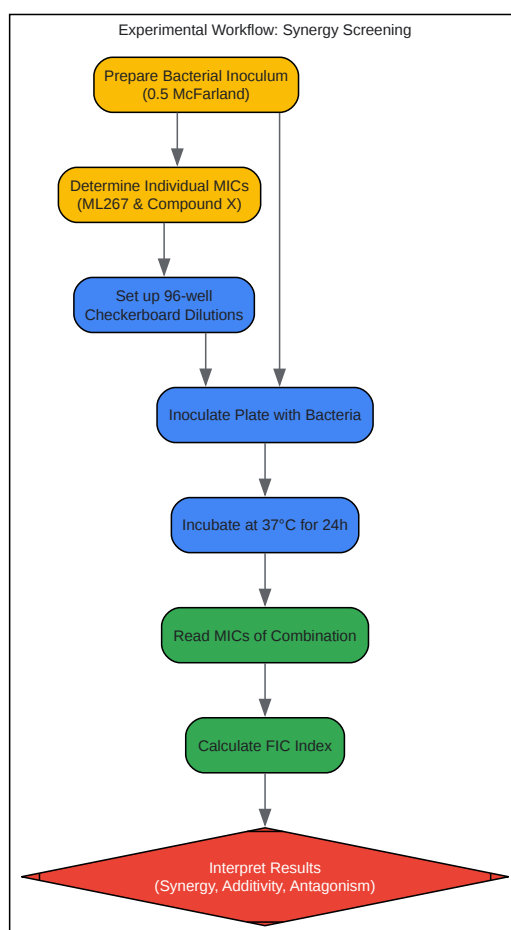 Experimental Workflow: Synergy Screening
Prepare Bacterial Inoculum
(0.5 McFarland)
Determine Individual MICs
(ML267 & Compound X)
Set up 96-well
Checkerboard Dilutions
Inoculate Plate with Bacteria
Incubate at 37°C for 24h
Read MICs of Combination
Calculate FIC Index
Interpret Results
(Synergy, Additivity, Antagonism)